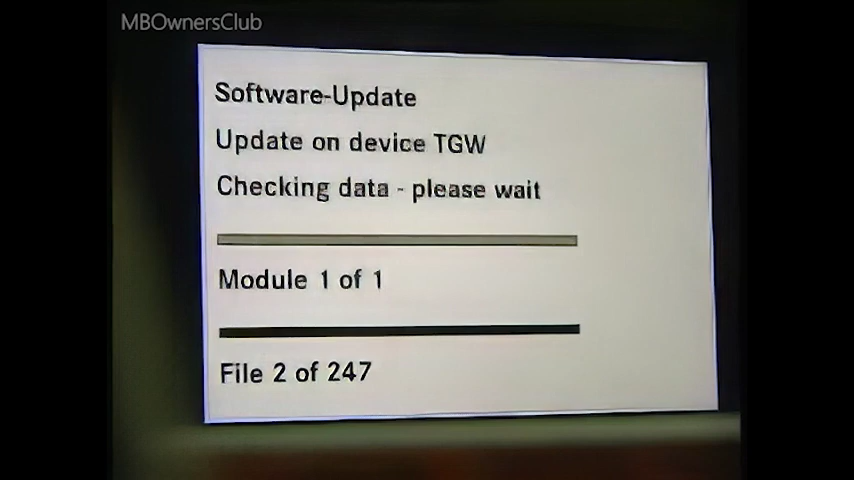 MBOwnersClub
Software-Update
Update on device TGW
Checking data - please wait
Module 1 of 1
File 2 of 247